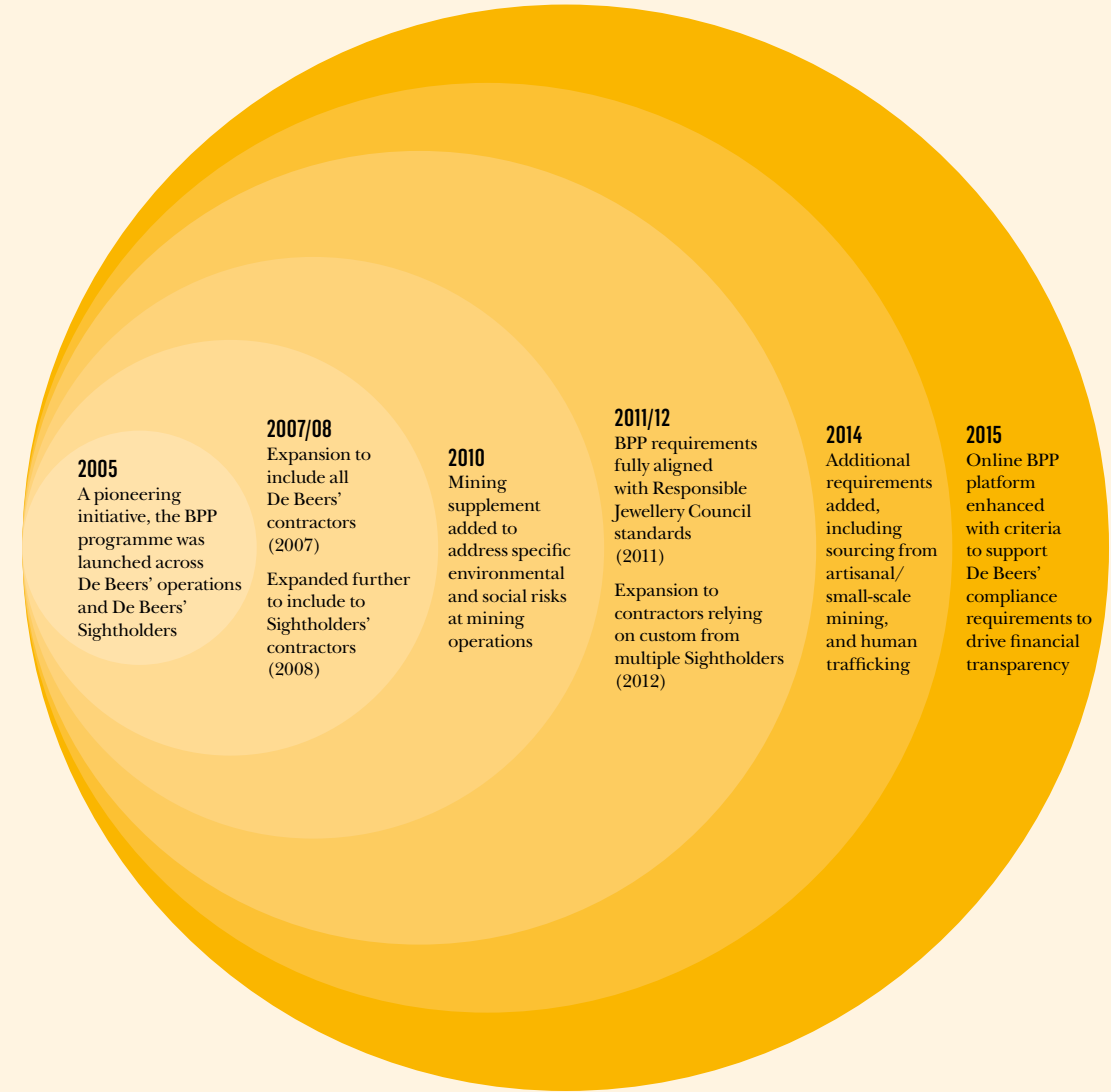 2005
A pioneering
initiative, the BPP
programme was
launched across
De Beers’ operations
and De Beers’
Sightholders
2007/08
Expansion to
include all
De Beers’
contractors
(2007)
Expanded further
to include to
Sightholders’
contractors
(2008)
2010
Mining
supplement
added to
address specific
environmental
and social risks
at mining
operations
2011/12
BPP requirements
fully aligned
with Responsible
Jewellery Council
standards
(2011)
Expansion to
contractors relying
on custom from
multiple Sightholders
(2012)
2014
Additional
requirements
added,
including
sourcing from
artisanal/
small-scale
mining,
and human
trafficking
2015
Online BPP
platform
enhanced
with criteria
to support
De Beers’
compliance
requirements to
drive financial
transparency